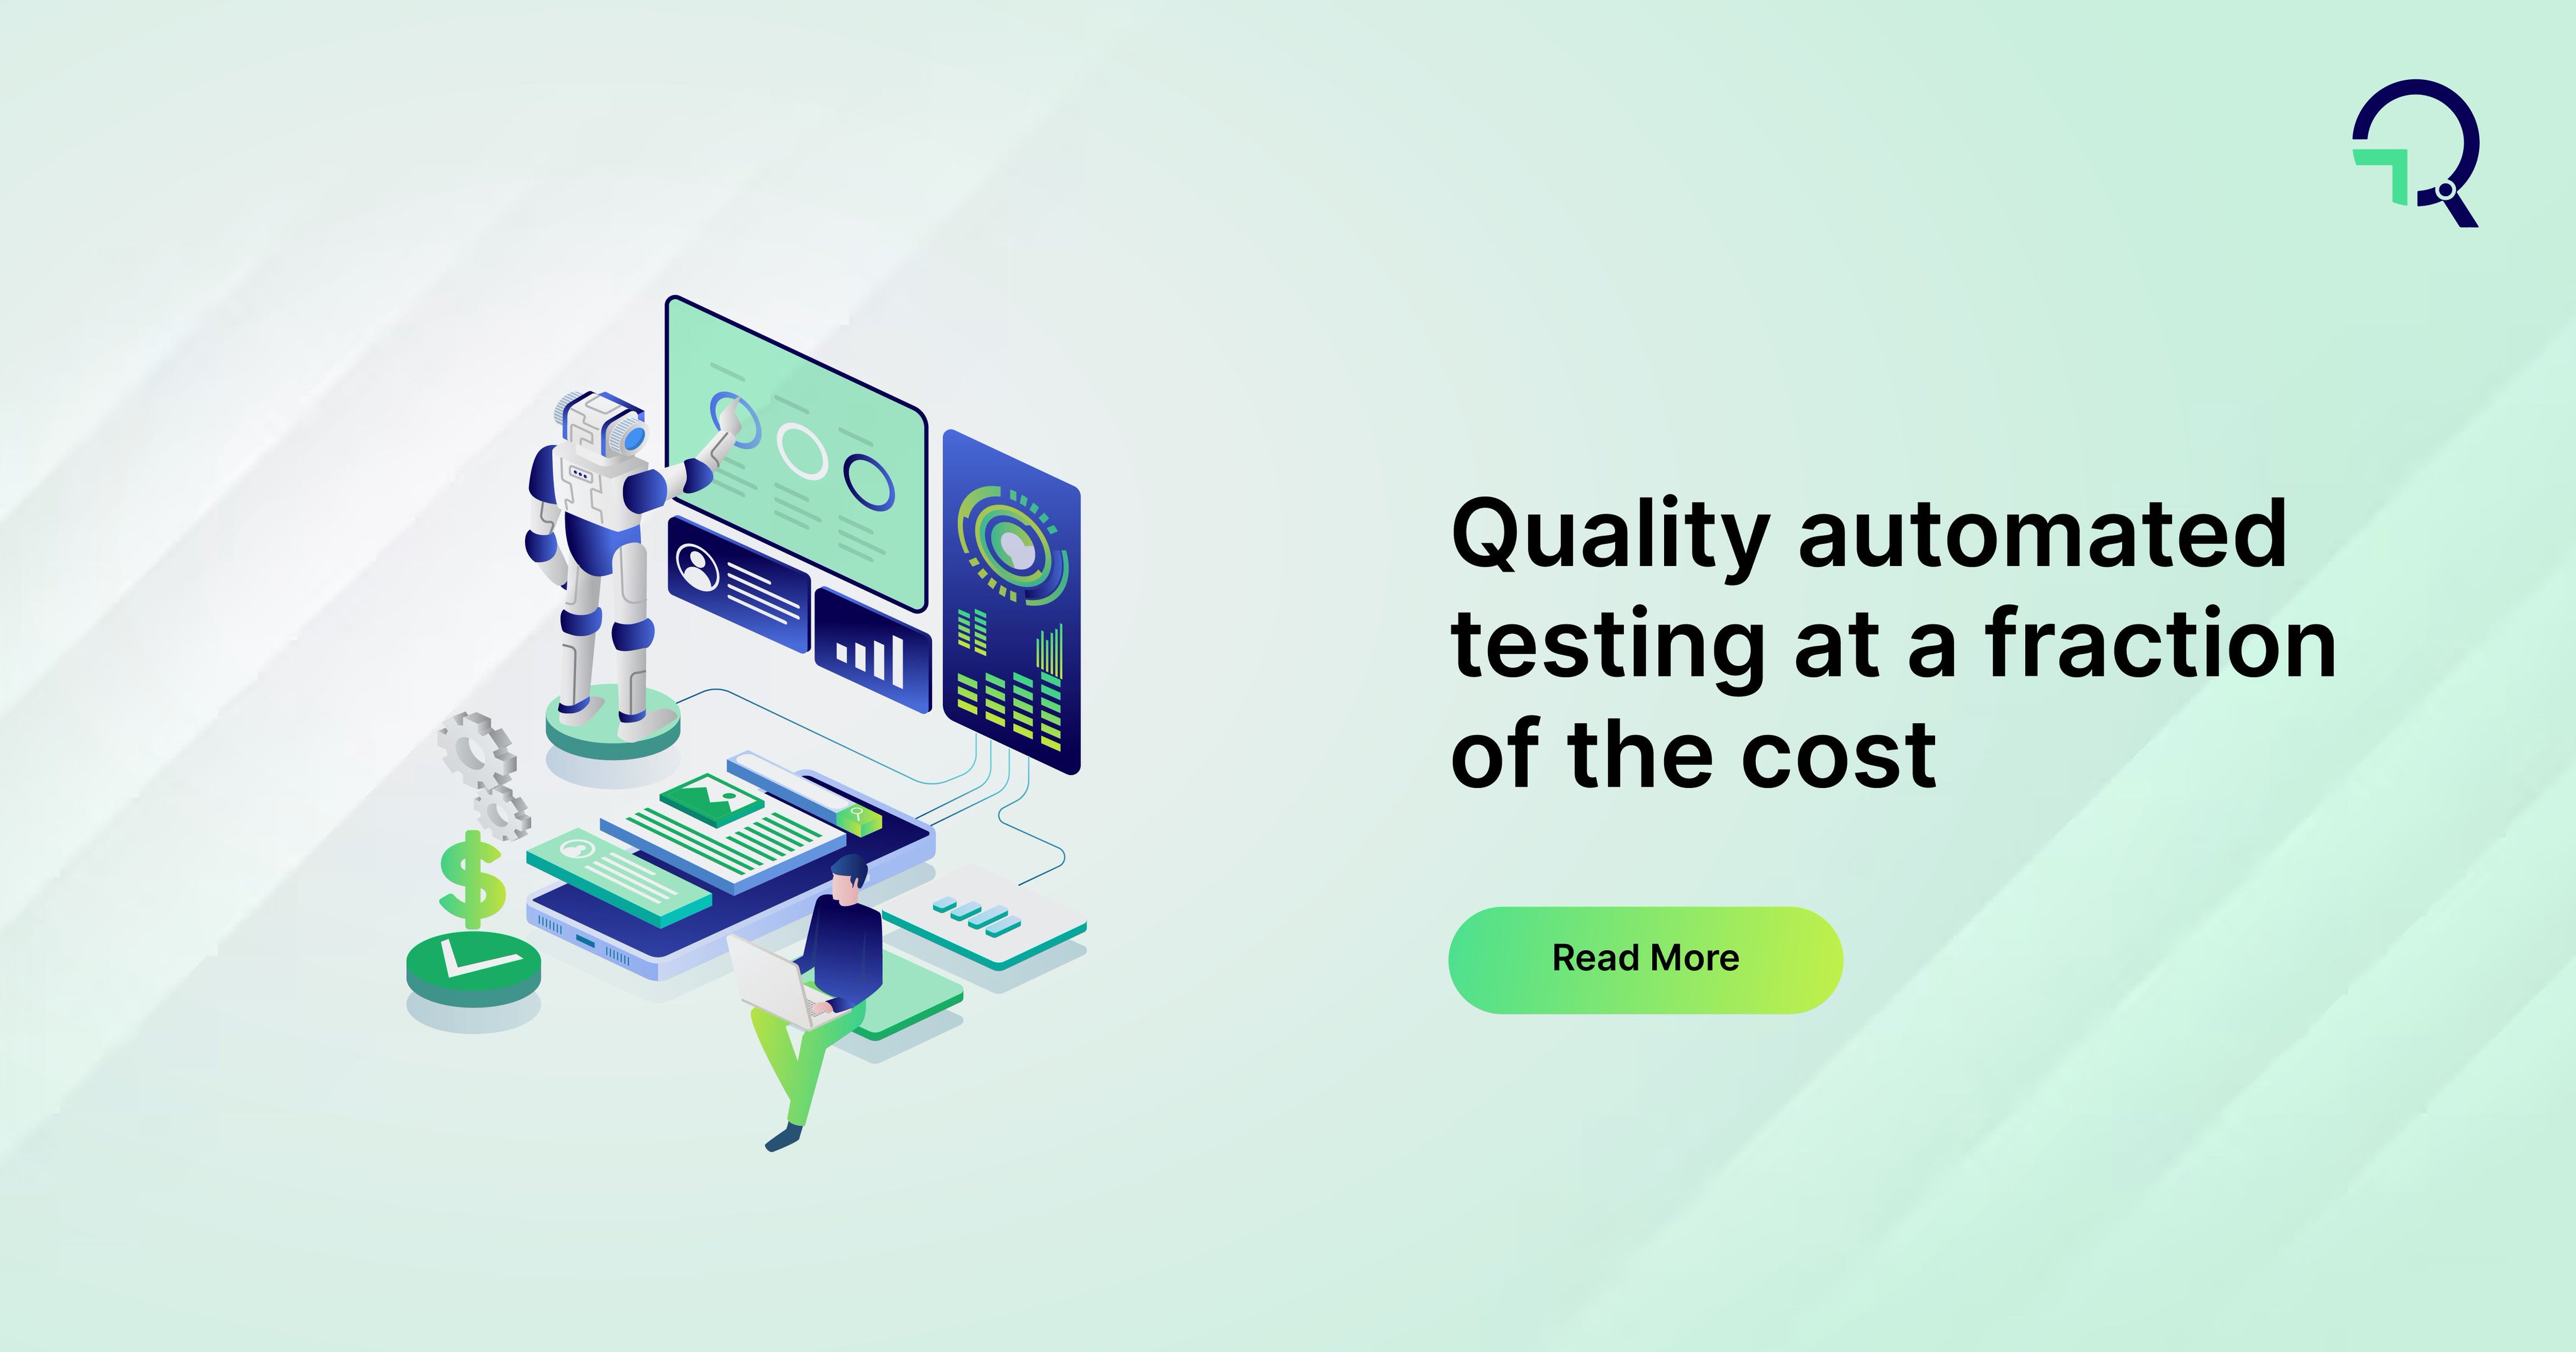 Quality automated
testing at a fraction
of the cost
Read More